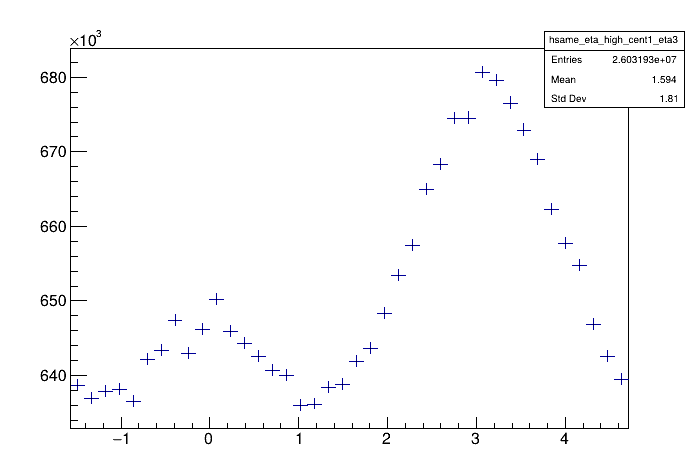 ×10³
hsame_eta_high_cent1_eta3
Entries 2.603193e+07
Mean 1.594
Std Dev 1.81
680
670
660
650
640
−1 0 1 2 3 4